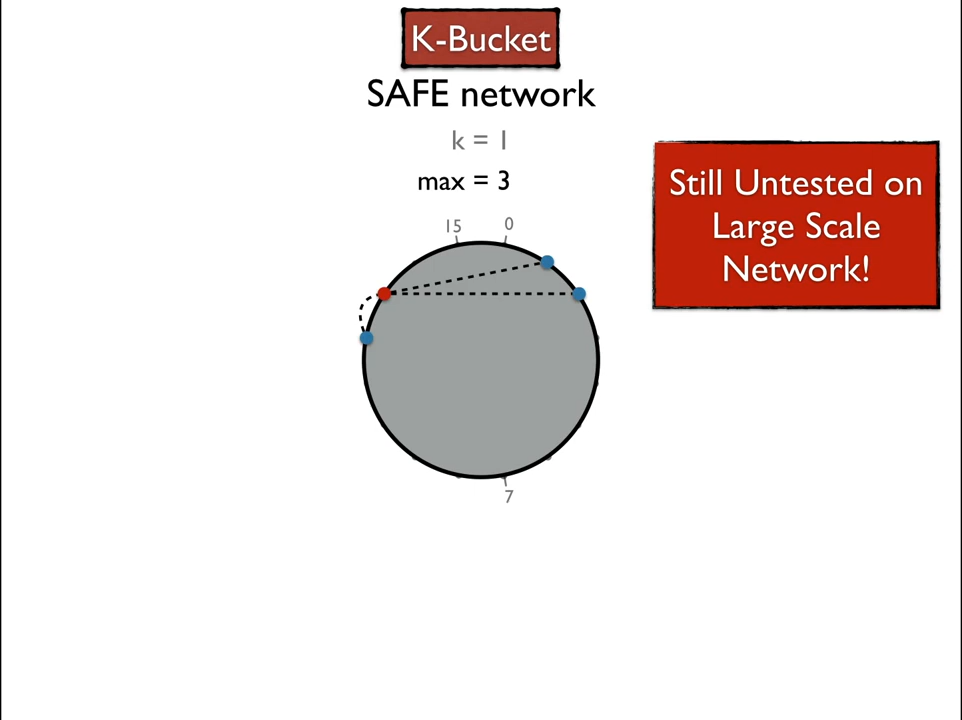 K-Bucket
SAFE network
k = 1
max = 3
Still Untested on
Large Scale
Network!
15
0
7